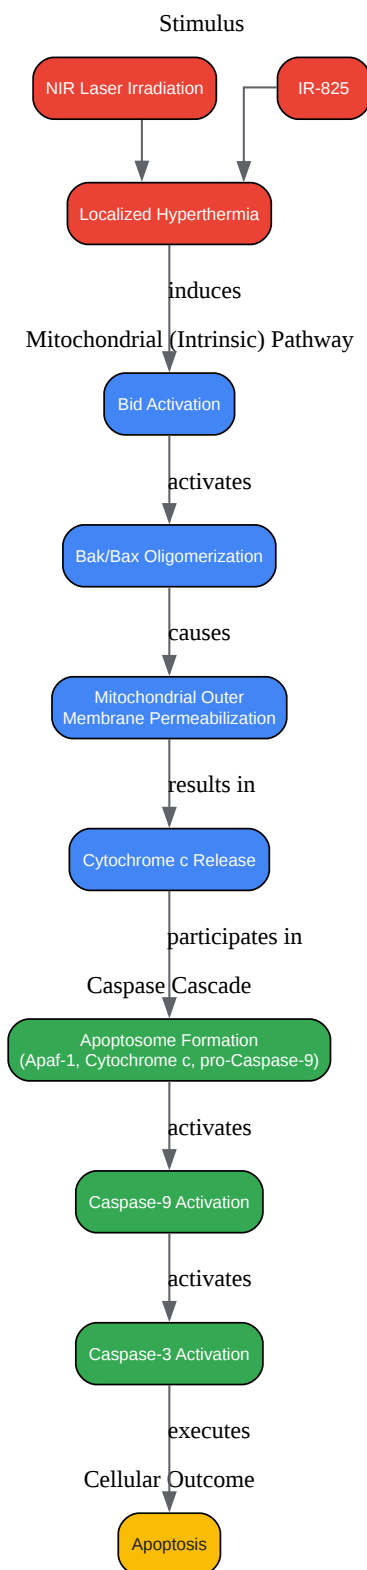 Stimulus
NIR Laser Irradiation
IR-825
Localized Hyperthermia
induces
Mitochondrial (Intrinsic) Pathway
Bid Activation
activates
Bak/Bax Oligomerization
causes
Mitochondrial Outer
Membrane Permeabilization
results in
Cytochrome c Release
participates in
Caspase Cascade
Apoptosome Formation
(Apaf-1, Cytochrome c, pro-Caspase-9)
activates
Caspase-9 Activation
activates
Caspase-3 Activation
executes
Cellular Outcome
Apoptosis